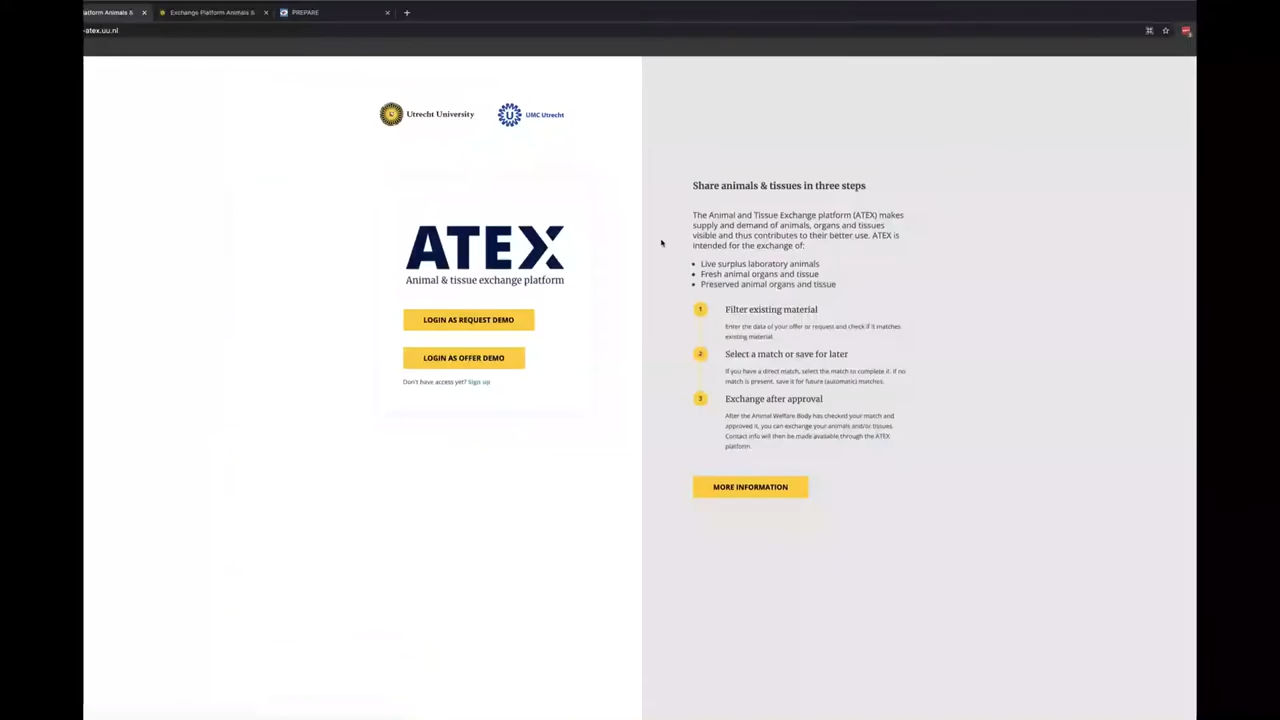 atform Animals &
Exchange Platform Animals &
PREPARE
-atex.uu.nl
Utrecht University
UMC Utrecht
ATEX
Animal & tissue exchange platform
LOGIN AS REQUEST DEMO
LOGIN AS OFFER DEMO
Don't have access yet? Sign up
Share animals & tissues in three steps
The Animal and Tissue Exchange platform (ATEX) makes
supply and demand of animals, organs and tissues
visible and thus contributes to their better use. ATEX is
intended for the exchange of:
• Live surplus laboratory animals
• Fresh animal organs and tissue
• Preserved animal organs and tissue
1 Filter existing material
Enter the data of your offer or request and check if it matches
existing material.
2 Select a match or save for later
If you have a direct match, select the match to complete it. If no
match is present, save it for future (automatic) matches.
3 Exchange after approval
After the Animal Welfare Body has checked your match and
approved it, you can exchange your animals and/or tissues.
Contact info will then be made available through the ATEX
platform.
MORE INFORMATION